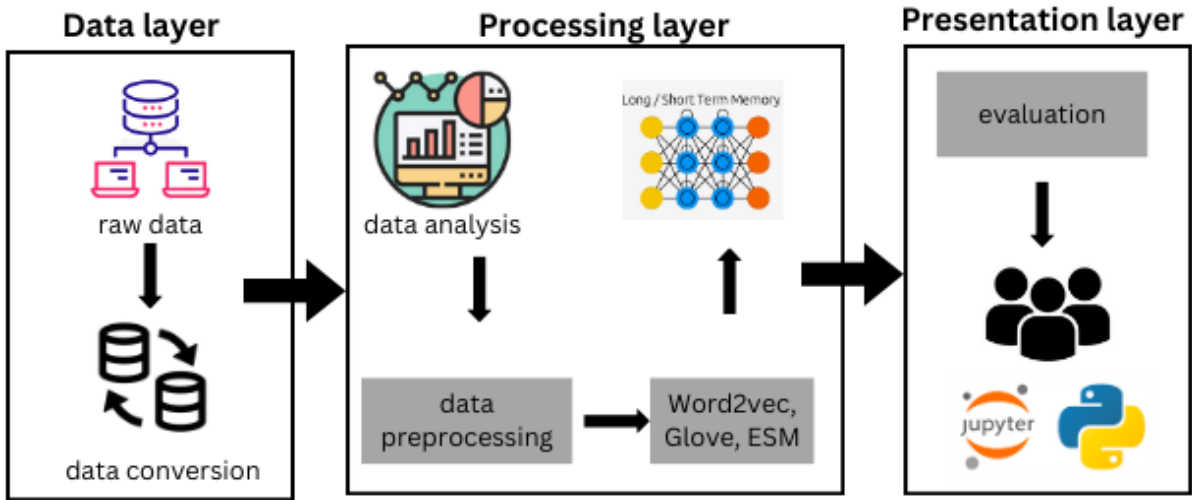 Data layer
Processing layer
Presentation layer
raw data
data conversion
data analysis
Long / Short Term Memory
data
preprocessing
Word2vec,
Glove, ESM
evaluation
jupyter